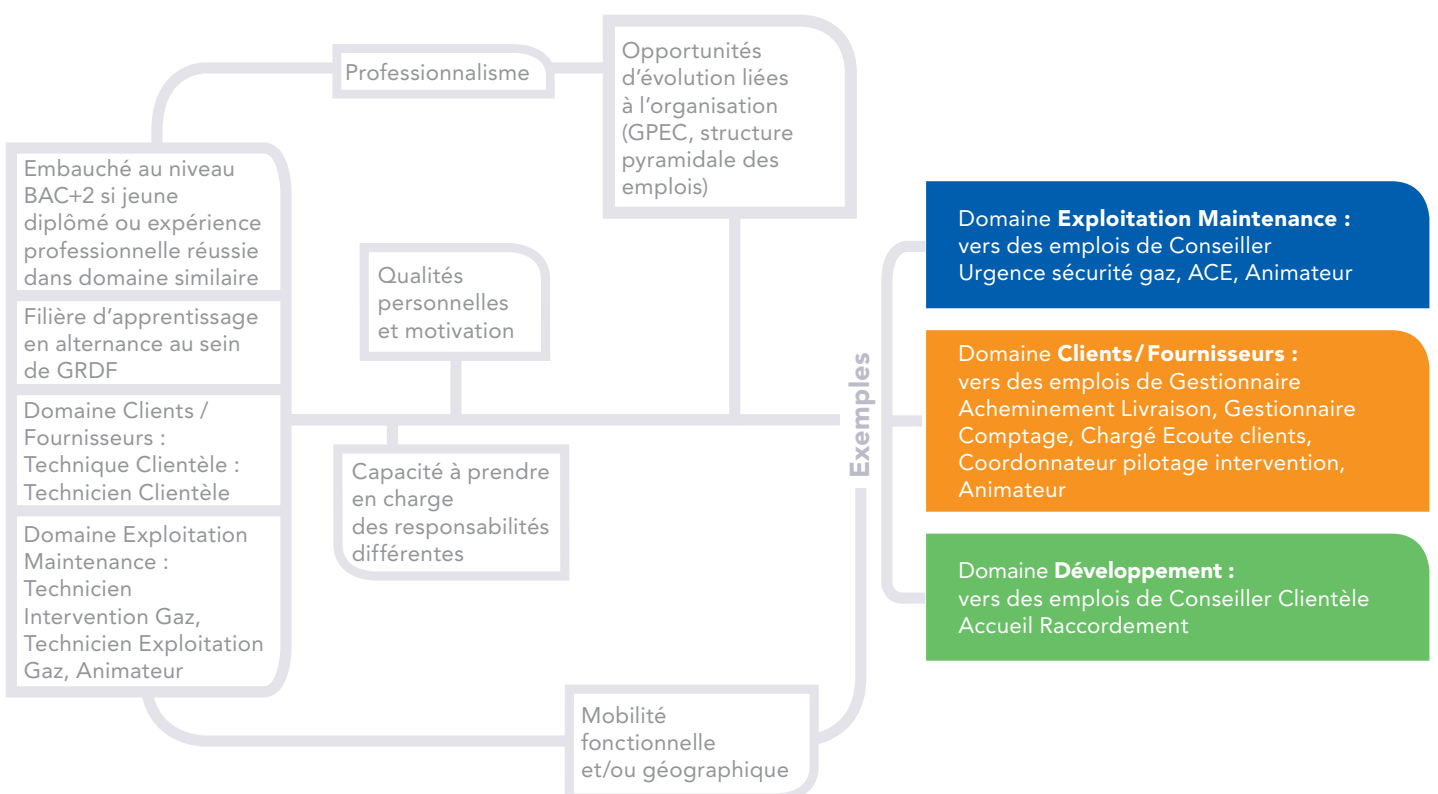 Professionnalisme
Opportunités
d'évolution liées
à l'organisation
(GPEC, structure
pyramidale des
emplois)
Embauché au niveau
BAC+2 si jeune
diplômé ou expérience
professionnelle réussie
dans domaine similaire
Filière d'apprentissage
en alternance au sein
de GRDF
Domaine Clients /
Fournisseurs :
Technique Clientèle :
Technicien Clientèle
Domaine Exploitation
Maintenance :
Technicien
Intervention Gaz,
Technicien Exploitation
Gaz, Animateur
Qualités
personnelles
et motivation
Capacité à prendre
en charge
des responsabilités
différentes
Mobilité
fonctionnelle
et/ou géographique
Exemples
Domaine Exploitation Maintenance :
vers des emplois de Conseiller
Urgence sécurité gaz, ACE, Animateur
Domaine Clients/Fournisseurs :
vers des emplois de Gestionnaire
Acheminement Livraison, Gestionnaire
Comptage, Chargé Ecoute clients,
Coordonnateur pilotage intervention,
Animateur
Domaine Développement :
vers des emplois de Conseiller Clientèle
Accueil Raccordement